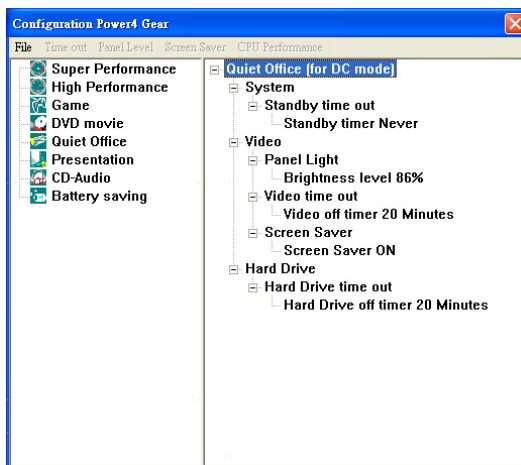 Configuration Power4 Gear
File Time out Panel Level Screen Saver CPU Performance
Super Performance
High Performance
Game
DVD movie
Quiet Office
Presentation
CD-Audio
Battery saving
Quiet Office [for DC mode]
System
Standby time out
Standby timer Never
Video
Panel Light
Brightness level 86%
Video time out
Video off timer 20 Minutes
Screen Saver
Screen Saver ON
Hard Drive
Hard Drive time out
Hard Drive off timer 20 Minutes